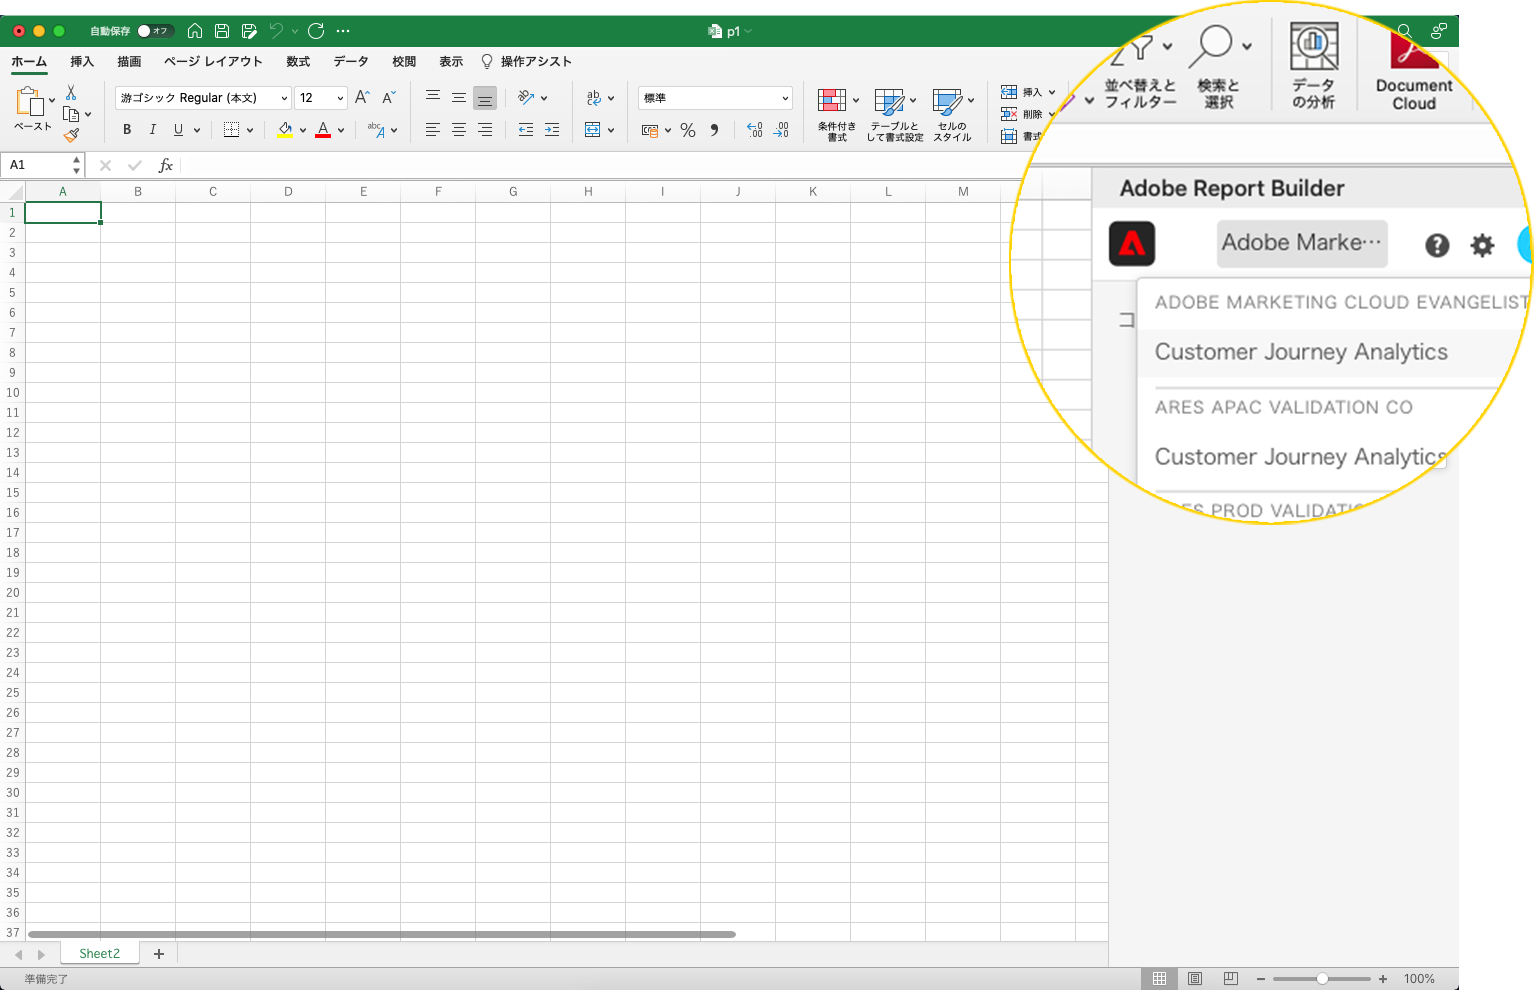 自動保存 オフ
p1
ホーム 挿入 描画 ページ レイアウト 数式 データ 校閲 表示 操作アシスト
ペースト
游ゴシック Regular (本文) 12
B I U
標準
条件付き
書式
テーブルと
して書式設定
セルの
スタイル
挿入
削除
書式
並べ替えと
フィルター
検索と
選択
データ
の分析
Document
Cloud
A1 fx
A B C D E F G H I J K L M
Adobe Report Builder
Adobe Marke…
ADOBE MARKETING CLOUD EVANGELIST
コ
Customer Journey Analytics
ARES APAC VALIDATION CO
Customer Journey Analytics
PROD
1
2
3
4
5
6
7
8
9
10
11
12
13
14
15
16
17
18
19
20
21
22
23
24
25
26
27
28
29
30
31
32
33
34
35
36
37
Sheet2 +
準備完了 100%